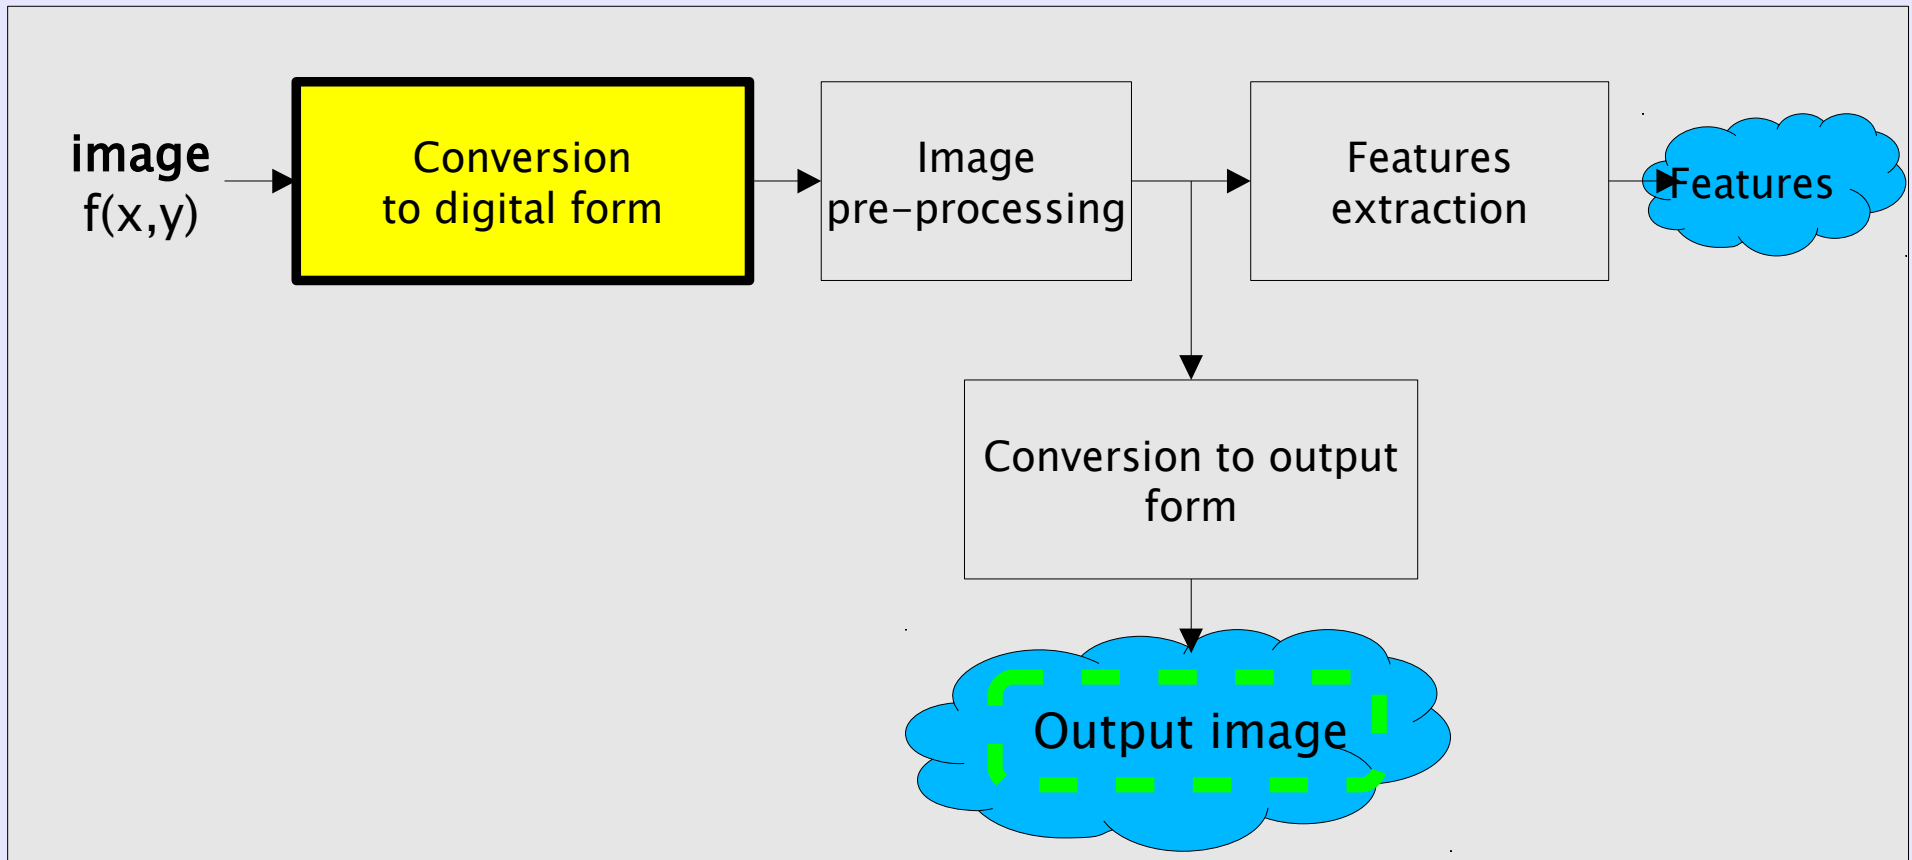 image
f(x,y)
Conversion
to digital form
Image
pre-processing
Features
extraction
Features
Conversion to output
form
Output image